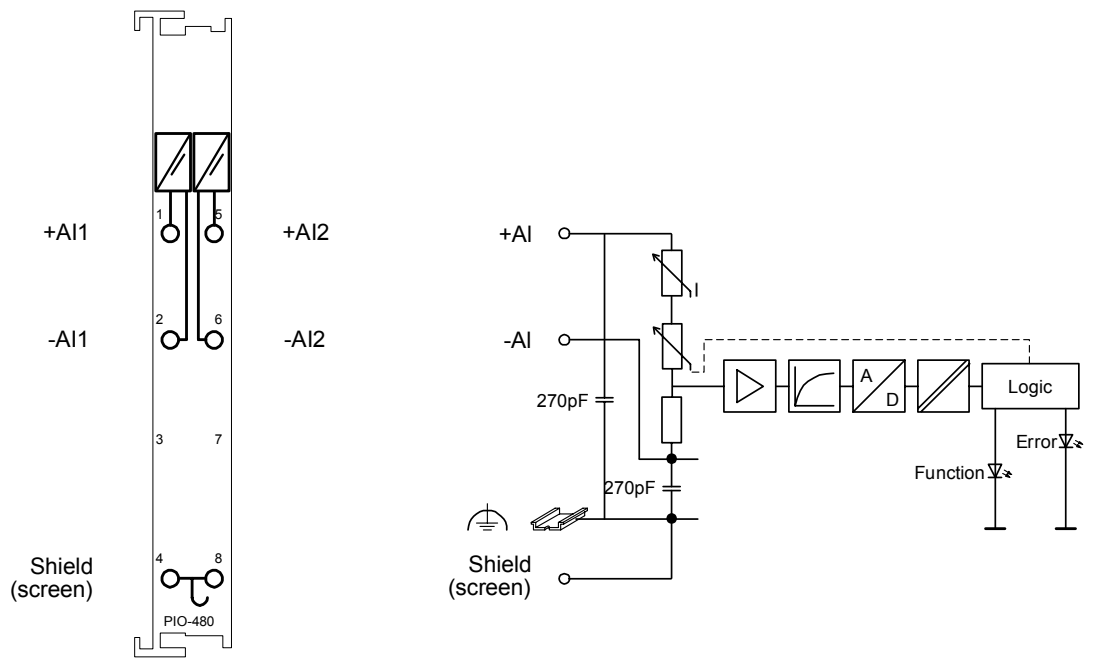 1
5
+AI1
+AI2
2
6
-AI1
-AI2
3
7
4
8
Shield
(screen)
PIO-480
+AI
I
-AI
270pF
A
D
Logic
Error
Function
270pF
Shield
(screen)